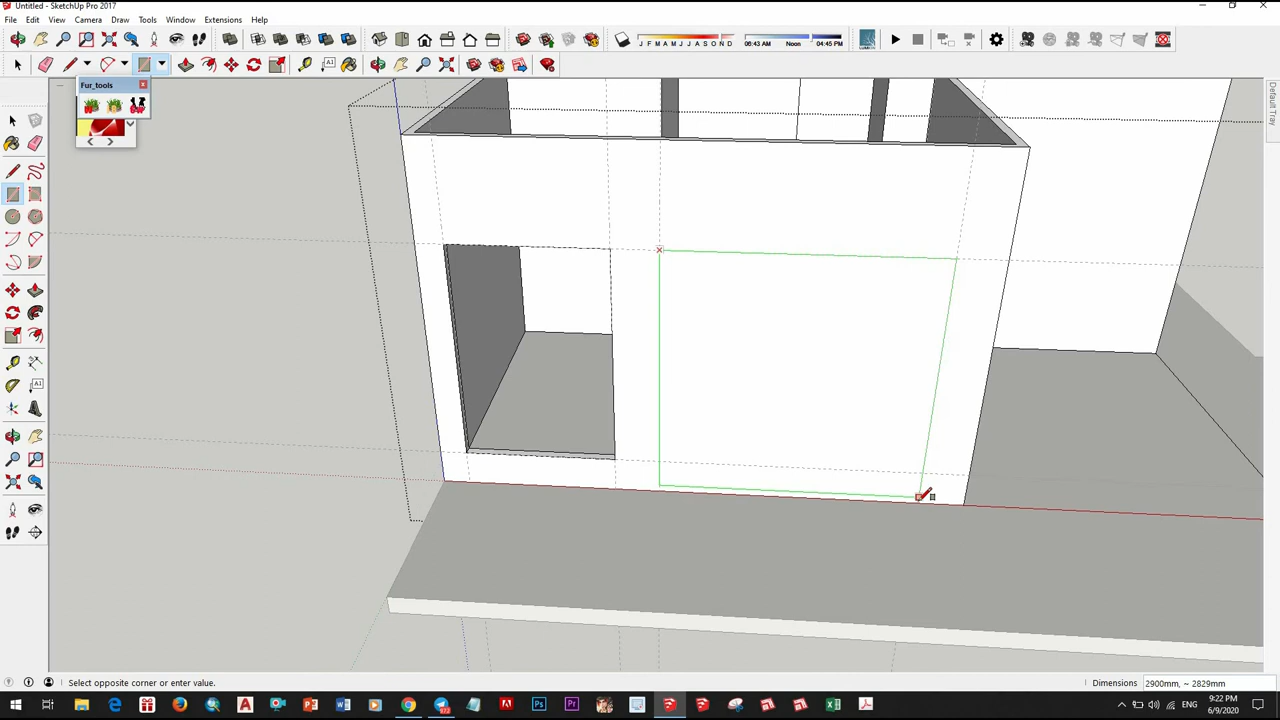 Untitled - SketchUp Pro 2017
File Edit View Camera Draw Tools Window Extensions Help
J F M A M J J A S O N D 06:43 AM Noon 04:45 PM
Fur_tools
Default Tray
Select opposite corner or enter value.
Dimensions 2900mm, ~ 2829mm
ENG
9:22 PM
6/9/2020